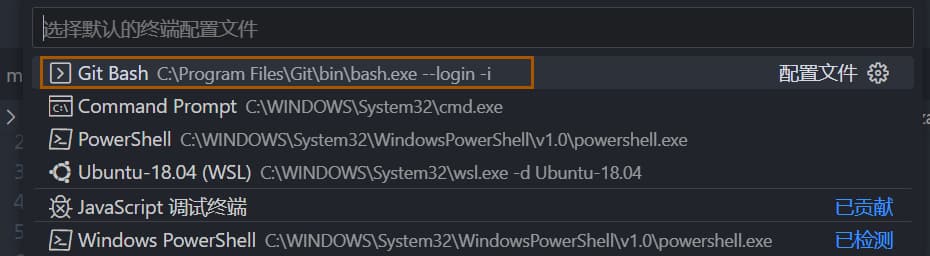 选择默认的终端配置文件
Git Bash C:\Program Files\Git\bin\bash.exe --login -i 配置文件
Command Prompt C:\WINDOWS\System32\cmd.exe
PowerShell C:\WINDOWS\System32\WindowsPowerShell\v1.0\powershell.exe
Ubuntu-18.04 (WSL) C:\WINDOWS\System32\wsl.exe -d Ubuntu-18.04
JavaScript 调试终端 已贡献
Windows PowerShell C:\WINDOWS\System32\WindowsPowerShell\v1.0\powershell.exe 已检测